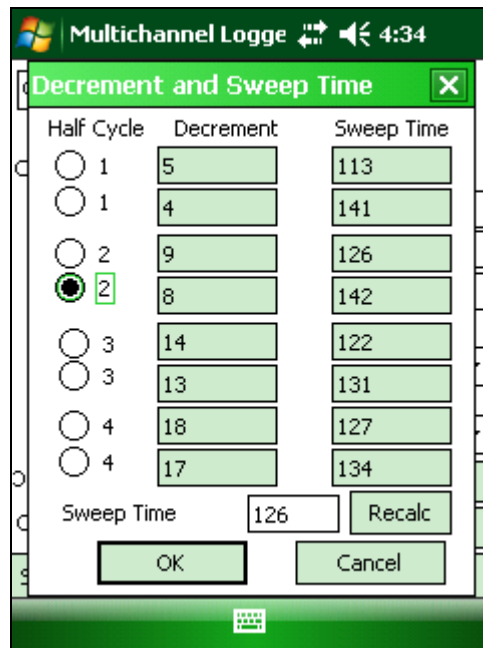 Multichannel Logge 4:34
Decrement and Sweep Time
Half Cycle Decrement Sweep Time
1 5 113
1 4 141
2 9 126
2 8 142
3 14 122
3 13 131
4 18 127
4 17 134
Sweep Time 126 Recalc
OK Cancel